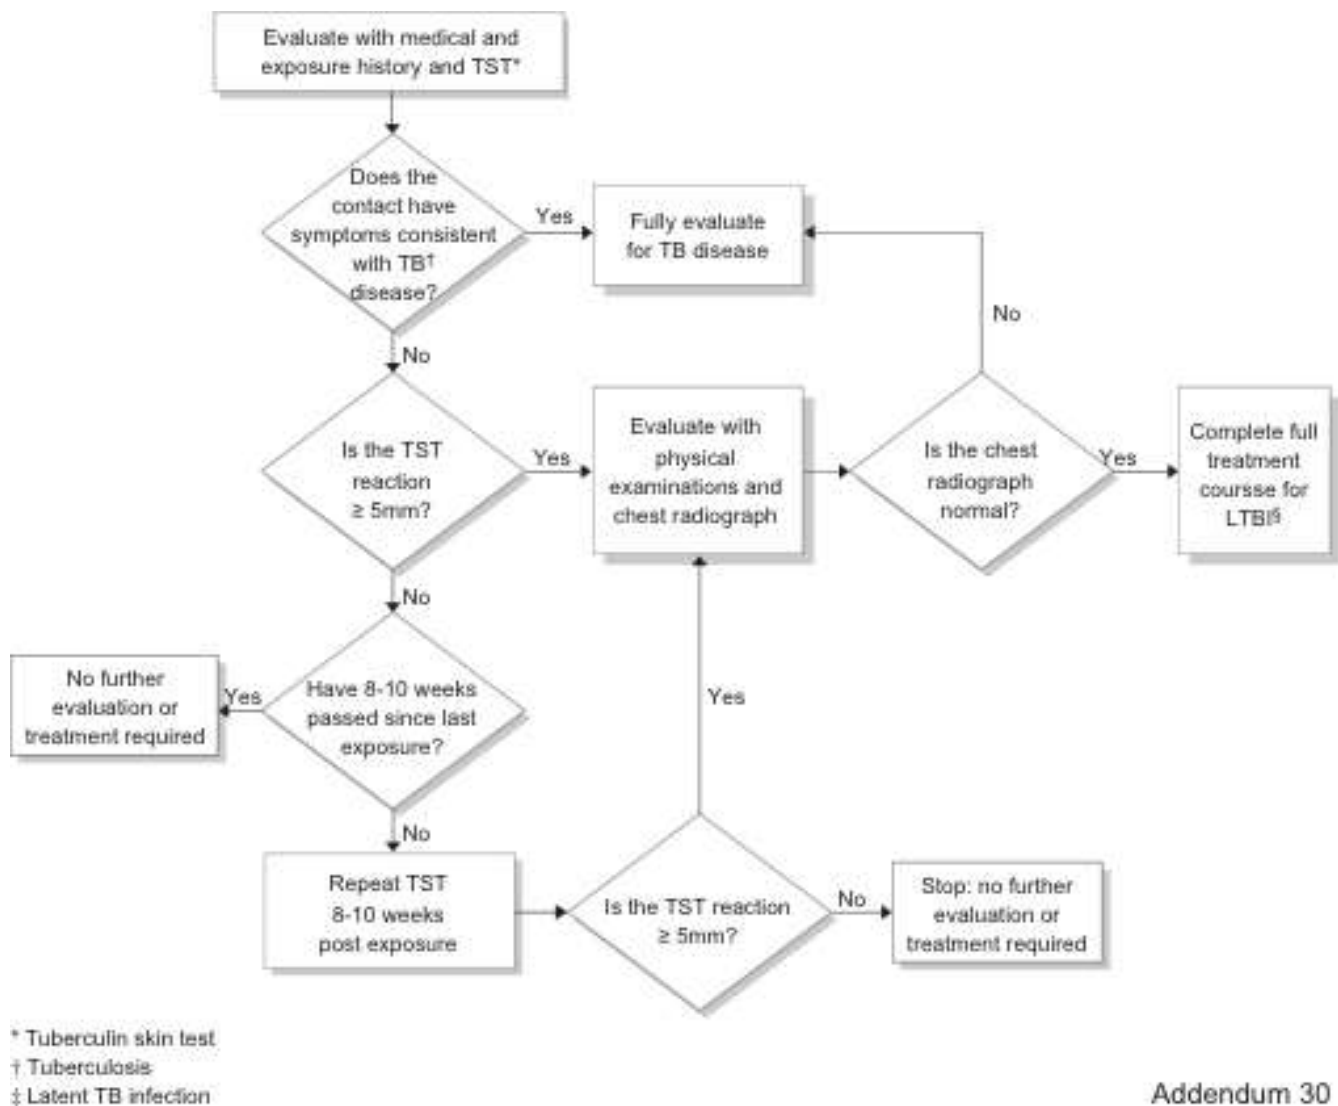 Evaluate with medical and
exposure history and TST*
Does the
contact have
symptoms consistent
with TB†
disease?
Yes
Fully evaluate
for TB disease
No
No
Is the TST
reaction
≥ 5mm?
Yes
Evaluate with
physical
examinations and
chest radiograph
Is the chest
radiograph
normal?
Yes
Complete full
treatment
coursse for
LTBI§
No
Have 8-10 weeks
passed since last
exposure?
Yes
No further
evaluation or
treatment required
Yes
No
Repeat TST
8-10 weeks
post exposure
Is the TST reaction
≥ 5mm?
No
Stop: no further
evaluation or
treatment required
* Tuberculin skin test
† Tuberculosis
‡ Latent TB infection
Addendum 30